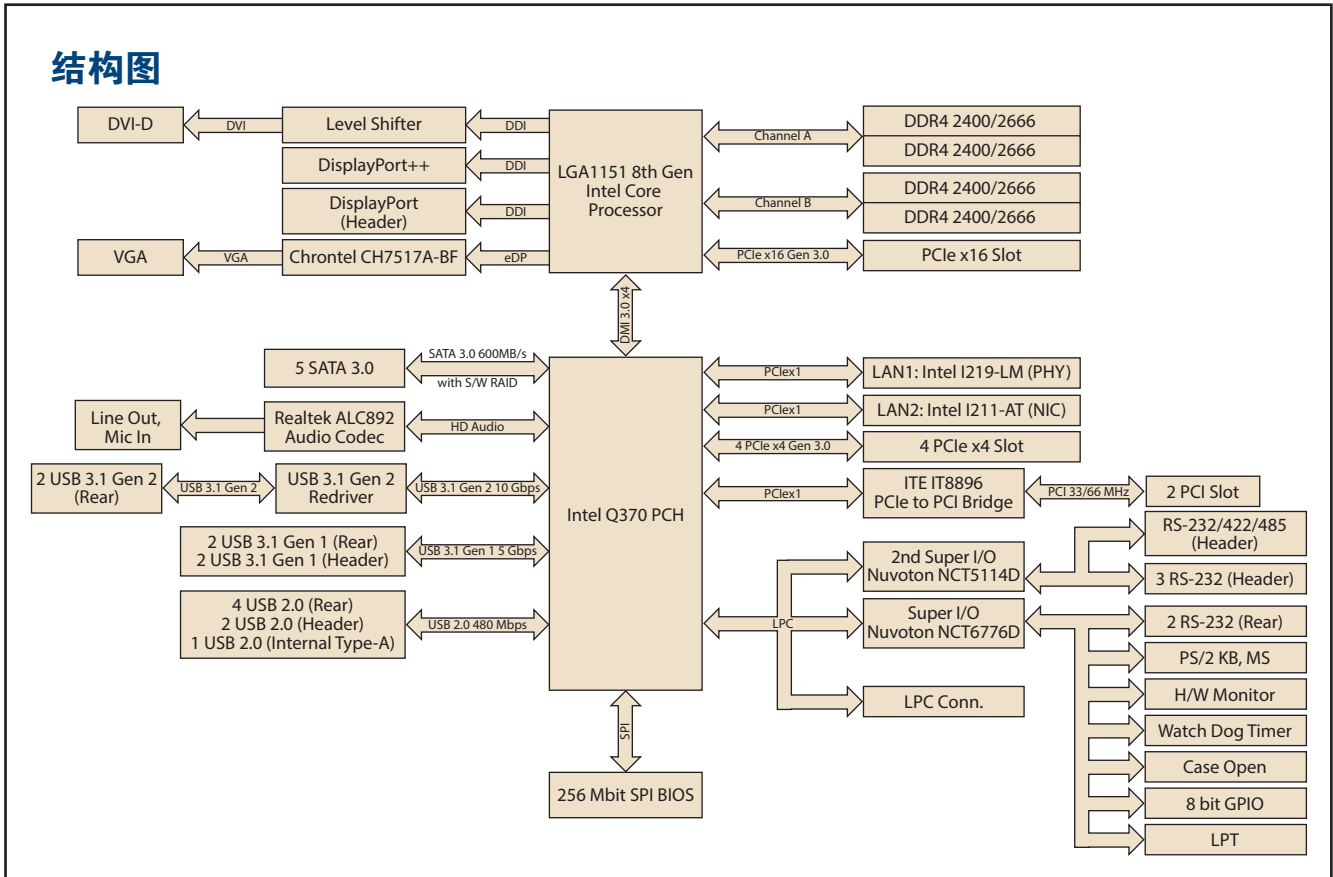 结构图
DVI-D
DVI
Level Shifter
DDI
DisplayPort++
DDI
DisplayPort
(Header)
DDI
VGA
VGA
Chrontel CH7517A-BF
eDP
LGA1151 8th Gen
Intel Core
Processor
Channel A
DDR4 2400/2666
DDR4 2400/2666
Channel B
DDR4 2400/2666
DDR4 2400/2666
PCIe x16 Gen 3.0
PCIe x16 Slot
DMI 3.0 x4
5 SATA 3.0
SATA 3.0 600MB/s
with S/W RAID
Line Out,
Mic In
Realtek ALC892
Audio Codec
HD Audio
2 USB 3.1 Gen 2
(Rear)
USB 3.1 Gen 2
USB 3.1 Gen 2
Redriver
USB 3.1 Gen 2 10 Gbps
2 USB 3.1 Gen 1 (Rear)
2 USB 3.1 Gen 1 (Header)
USB 3.1 Gen 1 5 Gbps
4 USB 2.0 (Rear)
2 USB 2.0 (Header)
1 USB 2.0 (Internal Type-A)
USB 2.0 480 Mbps
Intel Q370 PCH
PCIex1
LAN1: Intel I219-LM (PHY)
PCIex1
LAN2: Intel I211-AT (NIC)
4 PCIe x4 Gen 3.0
4 PCIe x4 Slot
PCIex1
ITE IT8896
PCIe to PCI Bridge
PCI 33/66 MHz
2 PCI Slot
LPC
2nd Super I/O
Nuvoton NCT5114D
RS-232/422/485
(Header)
3 RS-232 (Header)
Super I/O
Nuvoton NCT6776D
2 RS-232 (Rear)
PS/2 KB, MS
H/W Monitor
Watch Dog Timer
Case Open
8 bit GPIO
LPT
LPC Conn.
SPI
256 Mbit SPI BIOS